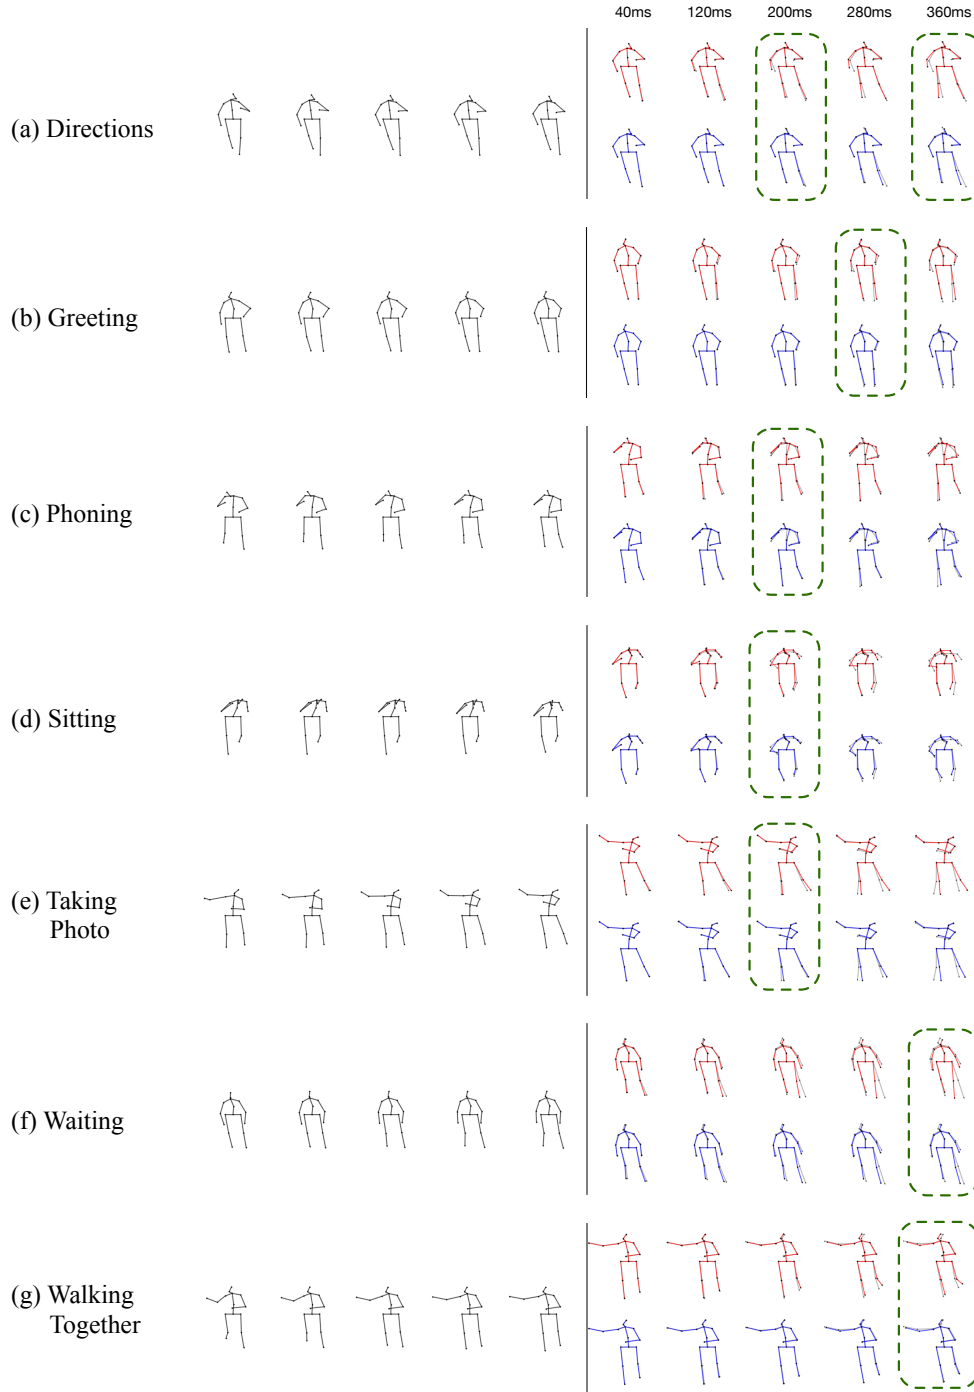 40ms 120ms 200ms 280ms 360ms
(a) Directions
(b) Greeting
(c) Phoning
(d) Sitting
(e) Taking
Photo
(f) Waiting
(g) Walking
Together